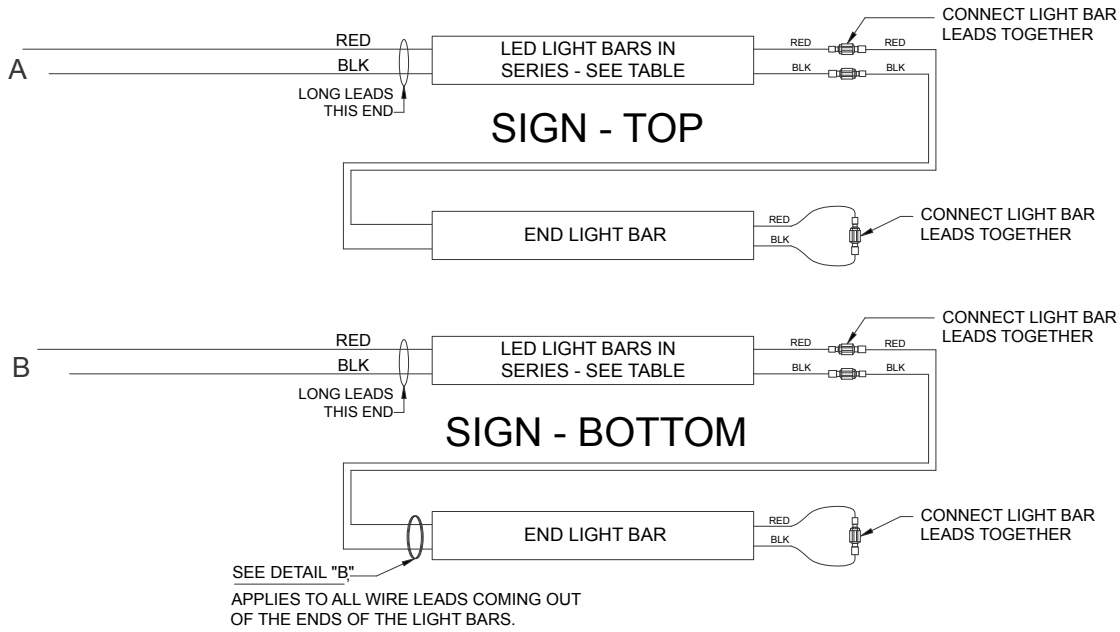 CONNECT LIGHT BAR
LEADS TOGETHER
RED
LED LIGHT BARS IN
SERIES - SEE TABLE
RED
RED
A
BLK
BLK
BLK
LONG LEADS
THIS END
SIGN - TOP
END LIGHT BAR
RED
BLK
CONNECT LIGHT BAR
LEADS TOGETHER
CONNECT LIGHT BAR
LEADS TOGETHER
RED
LED LIGHT BARS IN
SERIES - SEE TABLE
RED
RED
B
BLK
BLK
BLK
LONG LEADS
THIS END
SIGN - BOTTOM
END LIGHT BAR
RED
BLK
CONNECT LIGHT BAR
LEADS TOGETHER
SEE DETAIL "B,"
APPLIES TO ALL WIRE LEADS COMING OUT
OF THE ENDS OF THE LIGHT BARS.